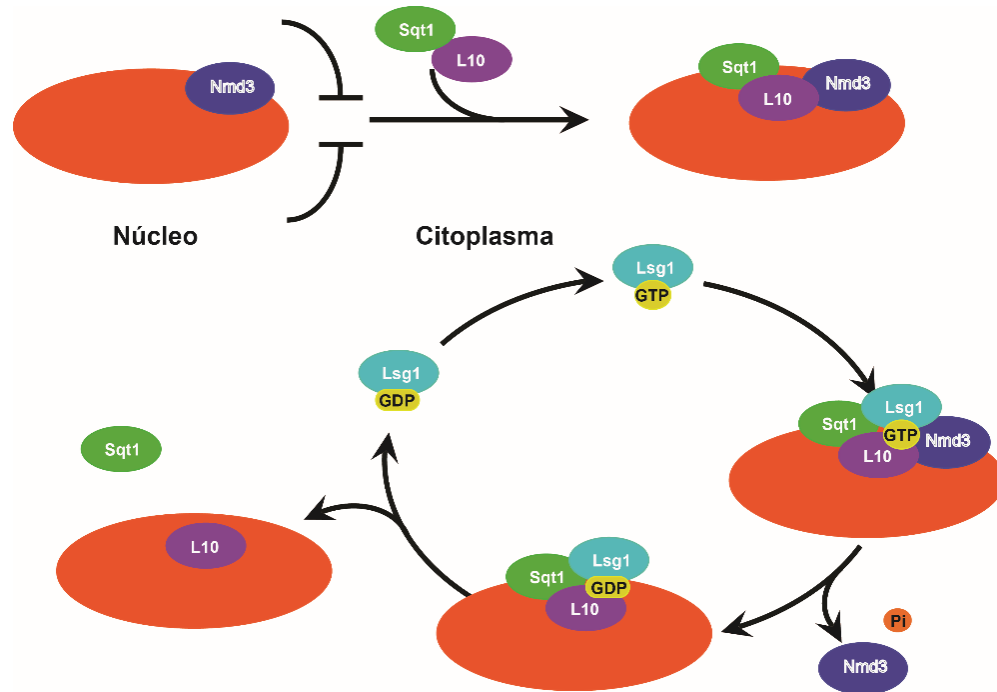 Sqt1
L10
Nmd3
Sqt1
L10
Nmd3
Núcleo
Citoplasma
Lsg1
GTP
Lsg1
GDP
Lsg1
Sqt1
GTP
Nmd3
L10
Sqt1
L10
Lsg1
Sqt1
GDP
L10
Pi
Nmd3